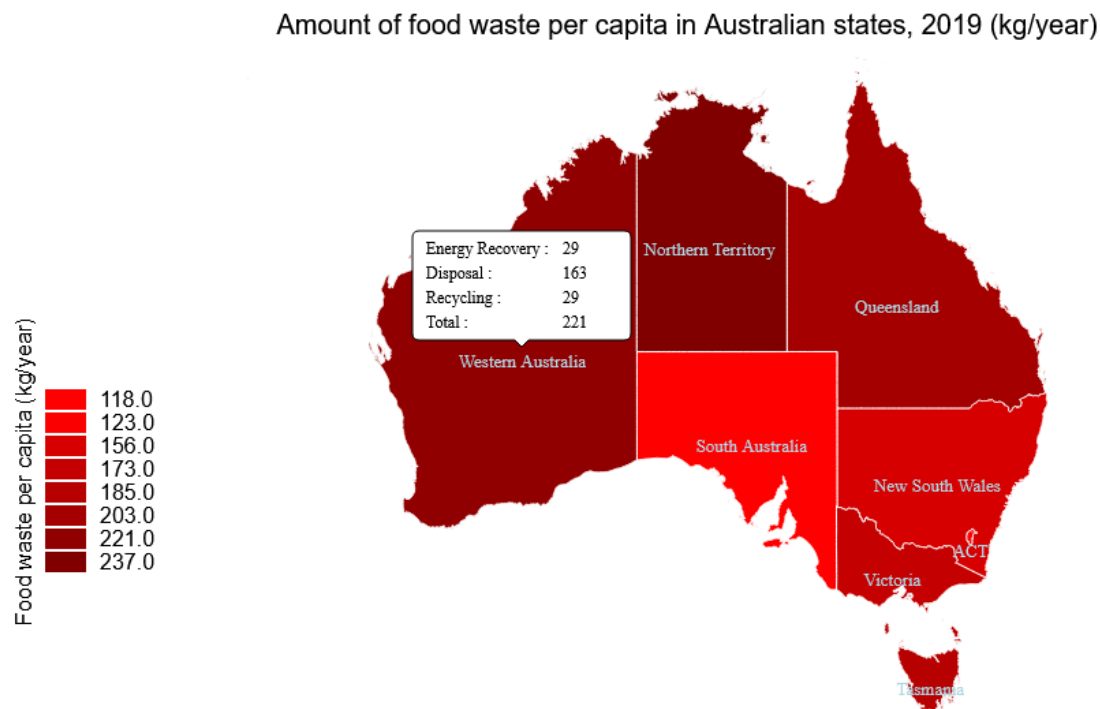 Amount of food waste per capita in Australian states, 2019 (kg/year)
Energy Recovery : 29
Disposal : 163
Recycling : 29
Total : 221
Northern Territory
Queensland
Western Australia
South Australia
New South Wales
ACT
Victoria
Tasmania
Food waste per capita (kg/year)
118.0
123.0
156.0
173.0
185.0
203.0
221.0
237.0